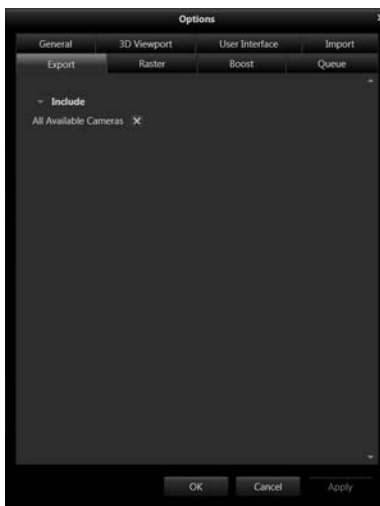 Options
General 3D Viewport User Interface Import
Export Raster Boost Queue
Include
All Available Cameras
OK Cancel Apply